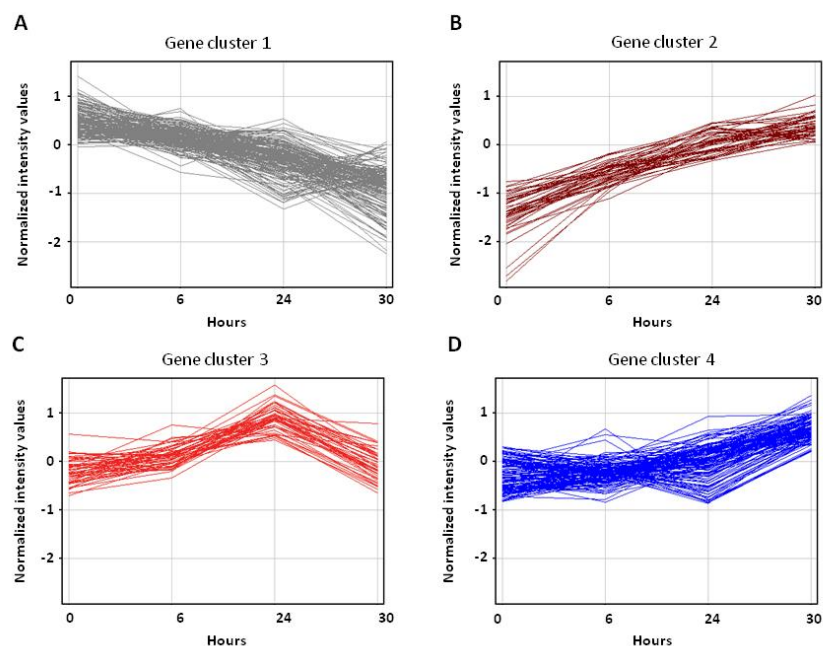 A
Gene cluster 1
Normalized intensity values
1
0
-1
-2
0 6 24 30
Hours
B
Gene cluster 2
Normalized intensity values
1
0
-1
-2
0 6 24 30
Hours
C
Gene cluster 3
Normalized intensity values
1
0
-1
-2
0 6 24 30
Hours
D
Gene cluster 4
Normalized intensity values
1
0
-1
-2
0 6 24 30
Hours